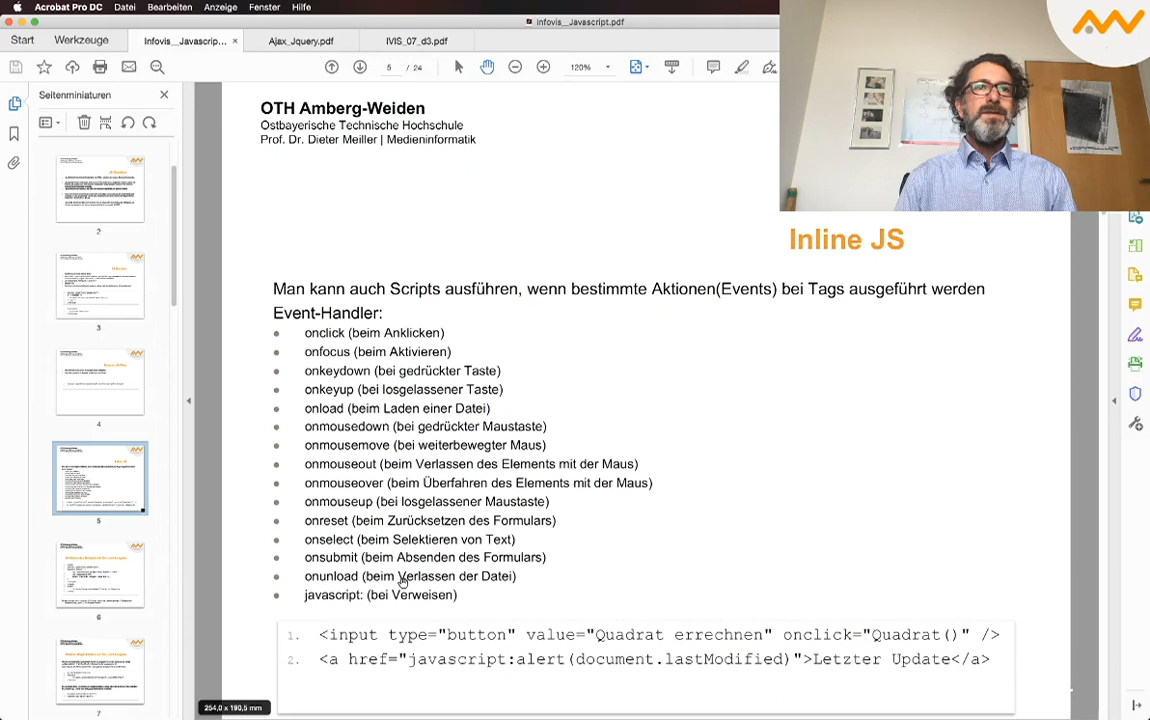 Acrobat Pro DC Datei Bearbeiten Anzeige Fenster Hilfe
Infovis_Javascript.pdf
Start Werkzeuge Infovis__Javascrip... × Ajax_Jquery.pdf IVIS_07_d3.pdf
5 / 24 120%
Seitenminiaturen
OTH Amberg-Weiden
Ostbayerische Technische Hochschule
Prof. Dr. Dieter Meiller | Medieninformatik
Inline JS
Man kann auch Scripts ausführen, wenn bestimmte Aktionen(Events) bei Tags ausgeführt werden
Event-Handler:
onclick (beim Anklicken)
onfocus (beim Aktivieren)
onkeydown (bei gedrückter Taste)
onkeyup (bei losgelassener Taste)
onload (beim Laden einer Datei)
onmousedown (bei gedrückter Maustaste)
onmousemove (bei weiterbewegter Maus)
onmouseout (beim Verlassen des Elements mit der Maus)
onmouseover (beim Überfahren des Elements mit der Maus)
onmouseup (bei losgelassener Maustaste)
onreset (beim Zurücksetzen des Formulars)
onselect (beim Selektieren von Text)
onsubmit (beim Absenden des Formulars)
onunload (beim Verlassen der Datei)
javascript: (bei Verweisen)
1. <input type="button" value="Quadrat errechnen" onclick="Quadrat()" />
2. <a href="javascript:alert(document.lastModified)">Letzter Update</a>
2
3
4
5
6
7
254,0 x 190,5 mm